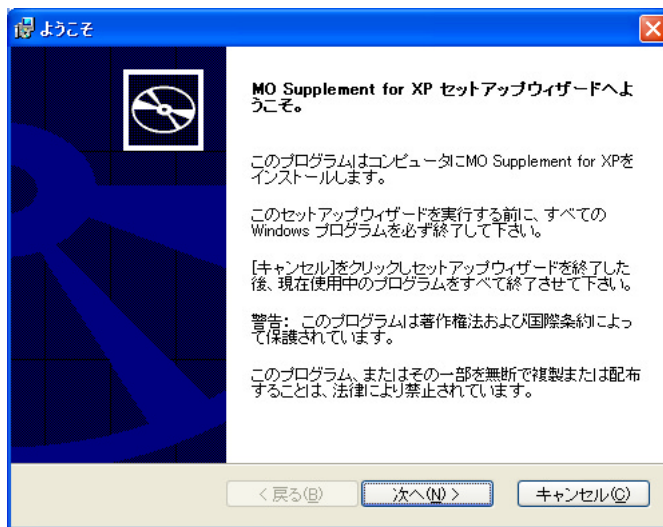 ようこそ
MO Supplement for XP セットアップウィザードへよ
うこそ。
このプログラムはコンピュータにMO Supplement for XPを
インストールします。
このセットアップウィザードを実行する前に、すべての
Windows プログラムを必ず終了して下さい。
[キャンセル]をクリックしセットアップウィザードを終了した
後、現在使用中のプログラムをすべて終了させて下さい。
警告: このプログラムは著作権法および国際条約によっ
て保護されています。
このプログラム、またはその一部を無断で複製または配布
することは、法律により禁止されています。
< 戻る(B) 次へ(N) > キャンセル(C)